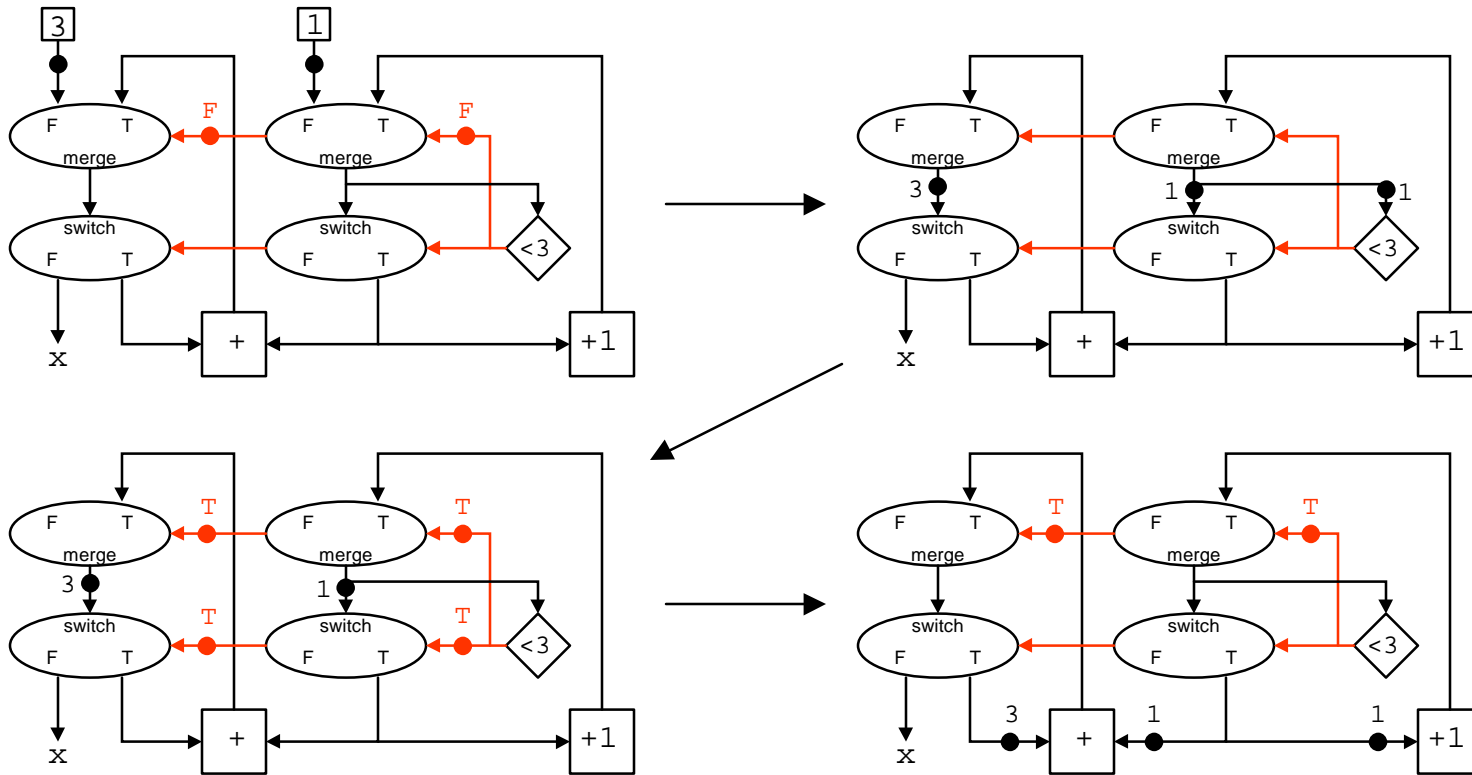 3 1
F F
F T F T
merge merge
switch switch
F T F T <3
x + +1
F T F T
merge merge
3 1 1
switch switch
F T F T <3
x + +1
T T
F T F T
merge merge
3 1
T T
switch switch
F T F T <3
x + +1
T T
F T F T
merge merge
switch switch
F T F T <3
3 1 1
x + +1